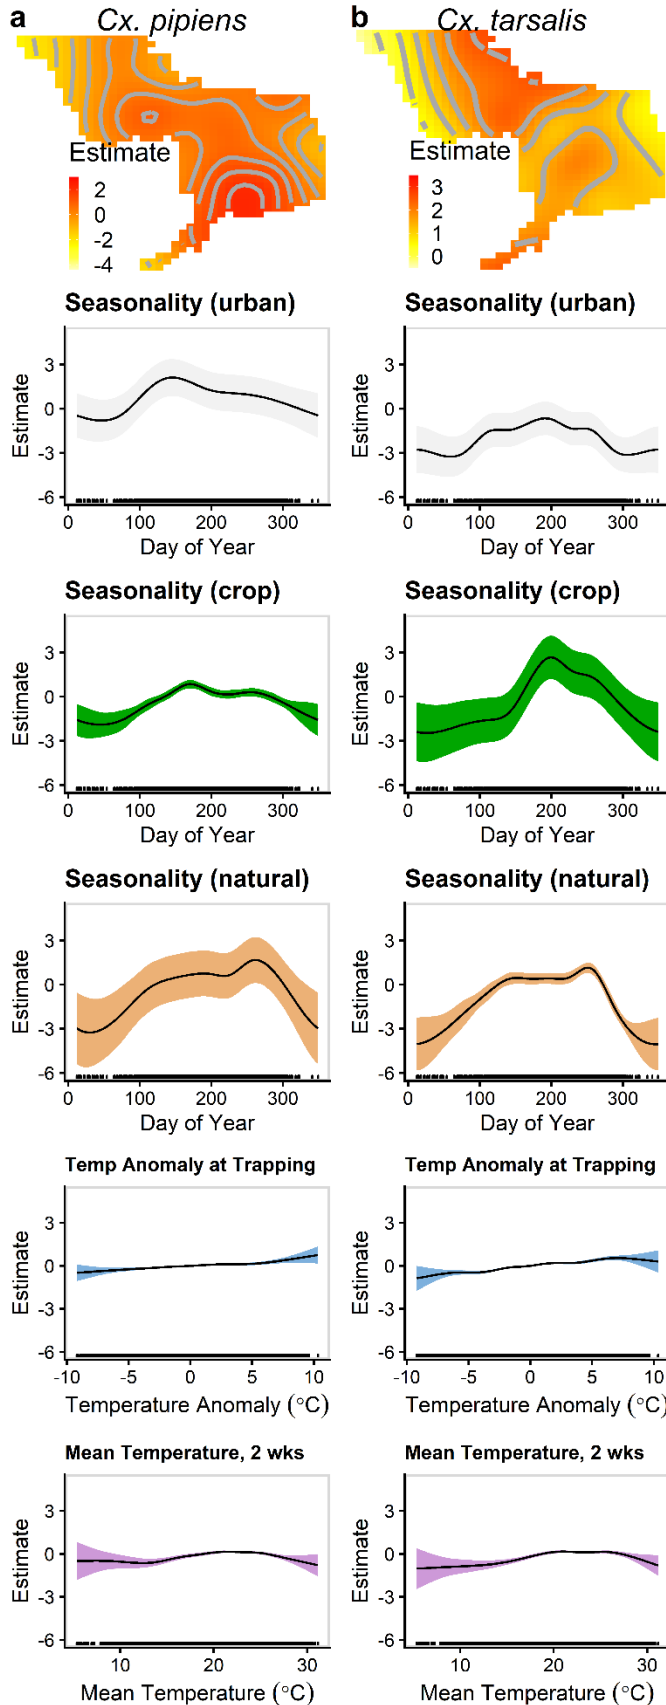 a Cx. pipiens b Cx. tarsalis
Estimate Estimate
2 3
0 2
-2 1
-4 0
Seasonality (urban) Seasonality (urban)
Estimate 3 0 -3 -6 Estimate 3 0 -3 -6
0 100 200 300 0 100 200 300
Day of Year Day of Year
Seasonality (crop) Seasonality (crop)
Estimate 3 0 -3 -6 Estimate 3 0 -3 -6
0 100 200 300 0 100 200 300
Day of Year Day of Year
Seasonality (natural) Seasonality (natural)
Estimate 3 0 -3 -6 Estimate 3 0 -3 -6
0 100 200 300 0 100 200 300
Day of Year Day of Year
Temp Anomaly at Trapping Temp Anomaly at Trapping
Estimate 3 0 -3 -6 Estimate 3 0 -3 -6
-10 -5 0 5 10 -10 -5 0 5 10
Temperature Anomaly (°C) Temperature Anomaly (°C)
Mean Temperature, 2 wks Mean Temperature, 2 wks
Estimate 3 0 -3 -6 Estimate 3 0 -3 -6
10 20 30 10 20 30
Mean Temperature (°C) Mean Temperature (°C)